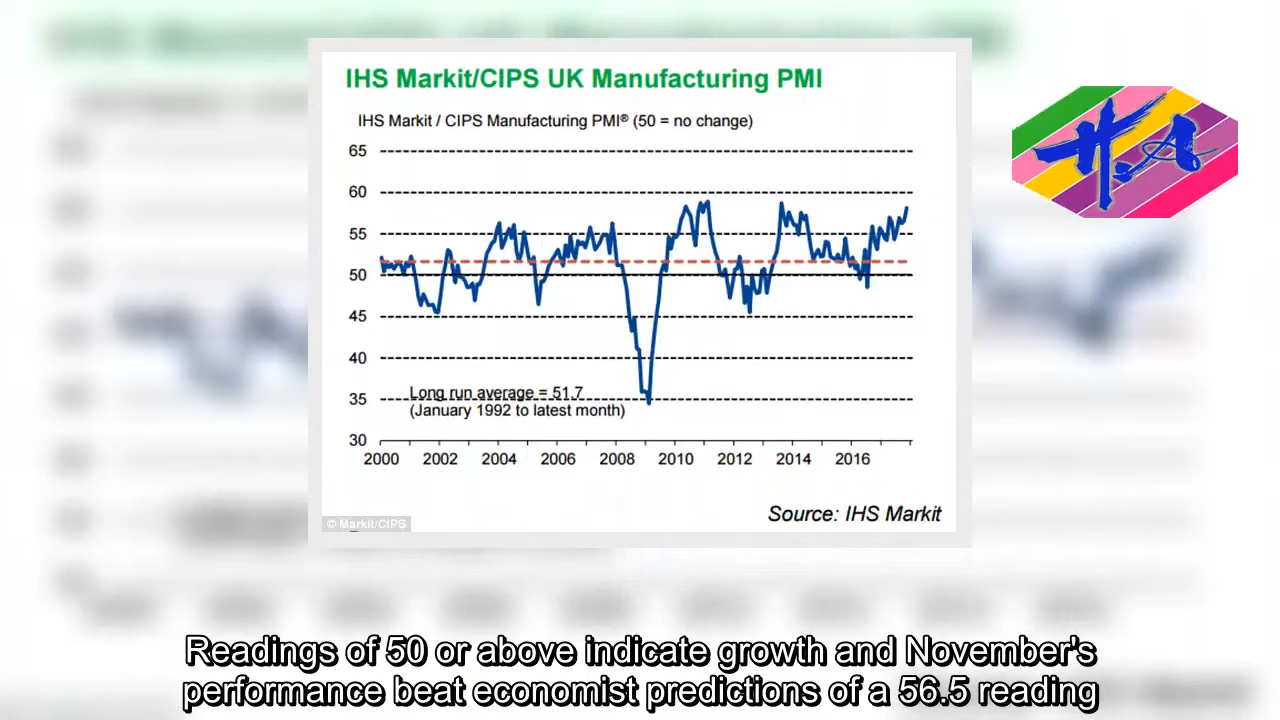 IHS Markit/CIPS UK Manufacturing PMI
IHS Markit / CIPS Manufacturing PMI® (50 = no change)
65
60
55
50
45
40
35
30
Long run average = 51.7
(January 1992 to latest month)
2000 2002 2004 2006 2008 2010 2012 2014 2016
Source: IHS Markit
© Markit/CIPS
Readings of 50 or above indicate growth and November's
performance beat economist predictions of a 56.5 reading